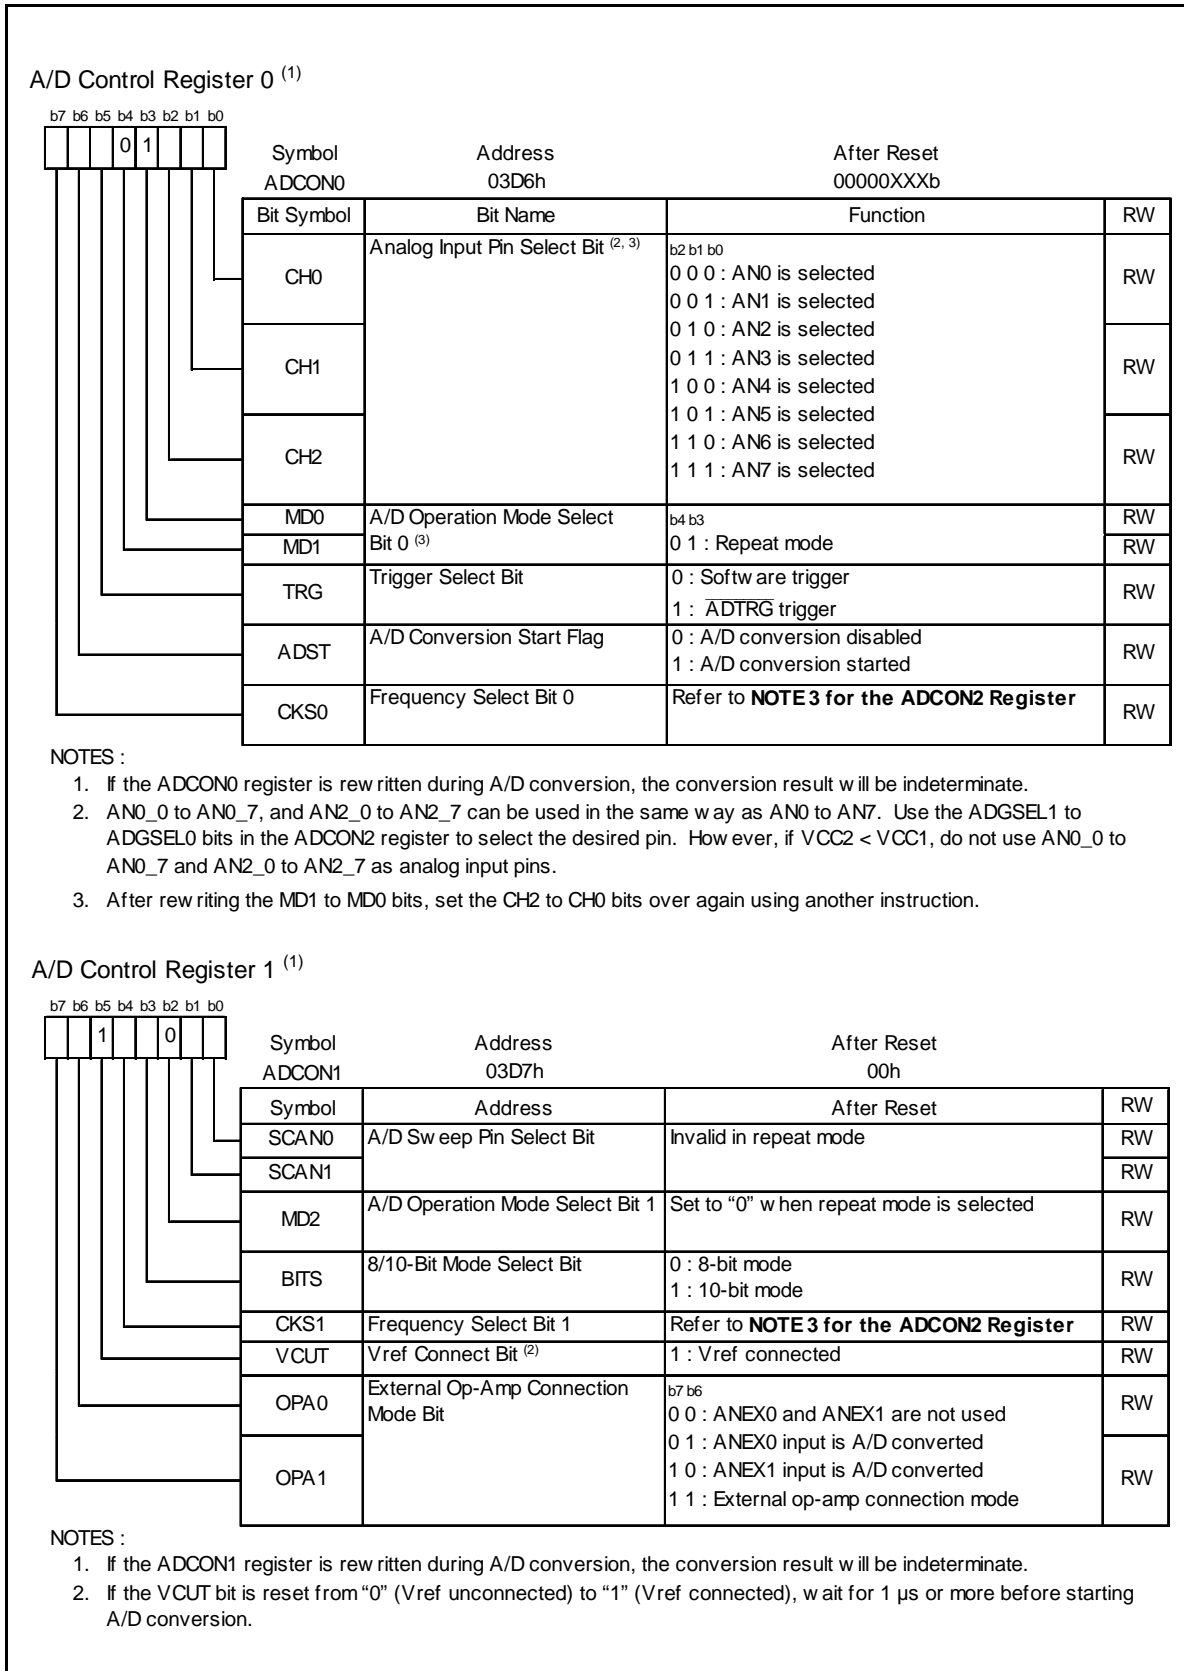 A/D Control Register 0 (1)
b7 b6 b5 b4 b3 b2 b1 b0
0 1
Symbol Address After Reset
ADCON0 03D6h 00000XXXb
Bit Symbol Bit Name Function RW
CH0 Analog Input Pin Select Bit (2, 3) b2 b1 b0 RW
0 0 0 : AN0 is selected
0 0 1 : AN1 is selected
0 1 0 : AN2 is selected
CH1 0 1 1 : AN3 is selected RW
1 0 0 : AN4 is selected
1 0 1 : AN5 is selected
CH2 1 1 0 : AN6 is selected RW
1 1 1 : AN7 is selected
MD0 A/D Operation Mode Select b4 b3 RW
MD1 Bit 0 (3) 0 1 : Repeat mode RW
TRG Trigger Select Bit 0 : Software trigger RW
1 : ADTRG trigger
ADST A/D Conversion Start Flag 0 : A/D conversion disabled RW
1 : A/D conversion started
CKS0 Frequency Select Bit 0 Refer to NOTE 3 for the ADCON2 Register RW
NOTES :
1. If the ADCON0 register is rewritten during A/D conversion, the conversion result will be indeterminate.
2. AN0_0 to AN0_7, and AN2_0 to AN2_7 can be used in the same way as AN0 to AN7. Use the ADGSEL1 to
ADGSEL0 bits in the ADCON2 register to select the desired pin. However, if VCC2 < VCC1, do not use AN0_0 to
AN0_7 and AN2_0 to AN2_7 as analog input pins.
3. After rewriting the MD1 to MD0 bits, set the CH2 to CH0 bits over again using another instruction.
A/D Control Register 1 (1)
b7 b6 b5 b4 b3 b2 b1 b0
1 0
Symbol Address After Reset
ADCON1 03D7h 00h
Symbol Address After Reset RW
SCAN0 A/D Sweep Pin Select Bit Invalid in repeat mode RW
SCAN1 RW
MD2 A/D Operation Mode Select Bit 1 Set to “0” when repeat mode is selected RW
BITS 8/10-Bit Mode Select Bit 0 : 8-bit mode RW
1 : 10-bit mode
CKS1 Frequency Select Bit 1 Refer to NOTE 3 for the ADCON2 Register RW
VCUT Vref Connect Bit (2) 1 : Vref connected RW
OPA0 External Op-Amp Connection b7 b6 RW
Mode Bit 0 0 : ANEX0 and ANEX1 are not used
0 1 : ANEX0 input is A/D converted
OPA1 1 0 : ANEX1 input is A/D converted RW
1 1 : External op-amp connection mode
NOTES :
1. If the ADCON1 register is rewritten during A/D conversion, the conversion result will be indeterminate.
2. If the VCUT bit is reset from “0” (Vref unconnected) to “1” (Vref connected), wait for 1 µs or more before starting
A/D conversion.